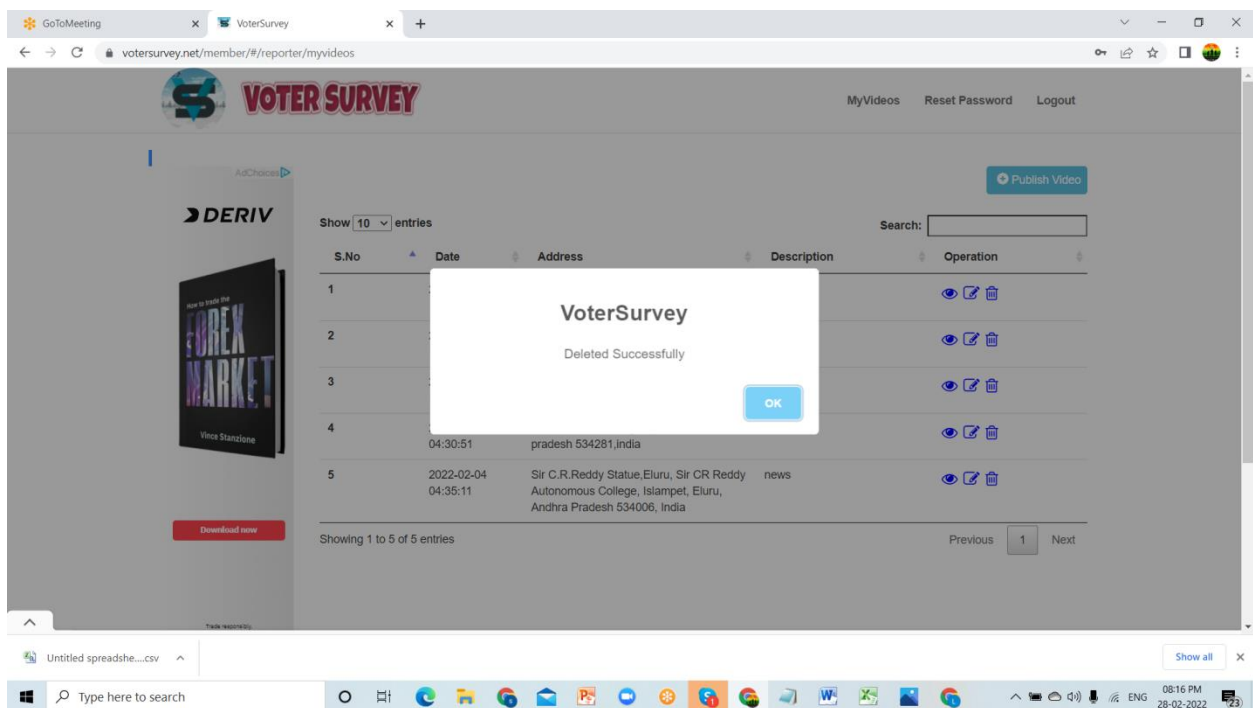 GoToMeeting
VoterSurvey
votersurvey.net/member/#/reporter/myvideos
VOTER SURVEY
MyVideos Reset Password Logout
AdChoices
Publish Video
DERIV
Show 10 entries
Search:
S.No Date Address Description Operation
How to trade the
FOREX
MARKET
Vince Stanzione
1
2
3
4
04:30:51 pradesh 534281,india
VoterSurvey
Deleted Successfully
OK
5 2022-02-04 Sir C.R.Reddy Statue,Eluru, Sir CR Reddy news
04:35:11 Autonomous College, Islampet, Eluru,
Andhra Pradesh 534006, India
Download now
Showing 1 to 5 of 5 entries
Previous 1 Next
Trade responsibly.
Untitled spreadshe....csv
Show all
Type here to search
ENG
08:16 PM
28-02-2022
23